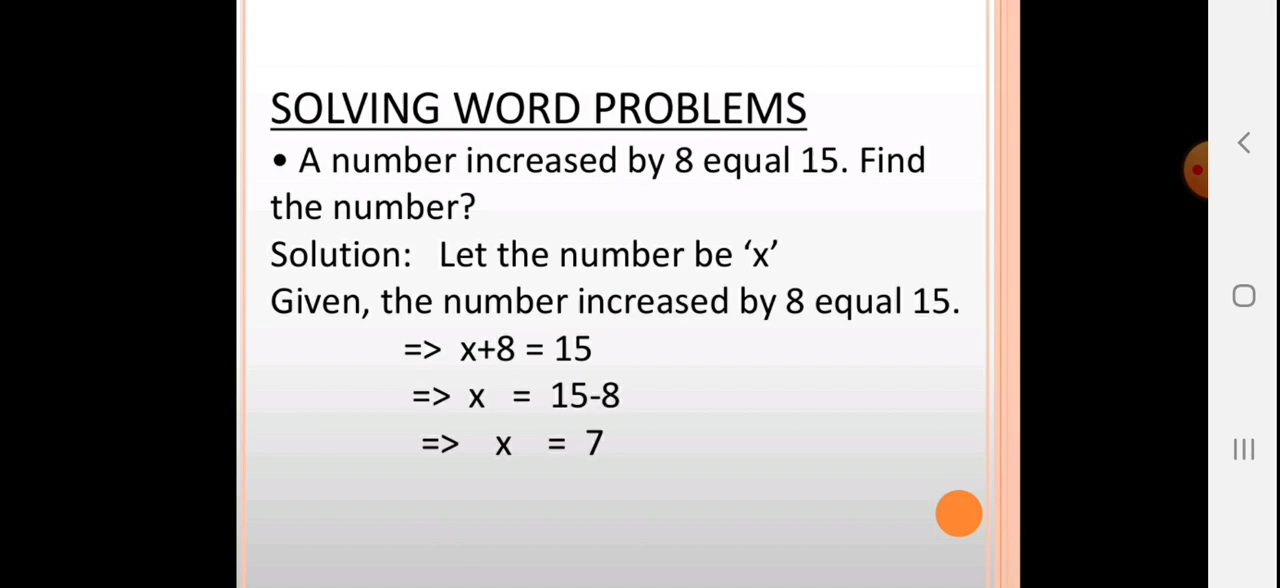 SOLVING WORD PROBLEMS
• A number increased by 8 equal 15. Find
the number?
Solution: Let the number be ‘x’
Given, the number increased by 8 equal 15.
=> x+8 = 15
=> x = 15-8
=> x = 7